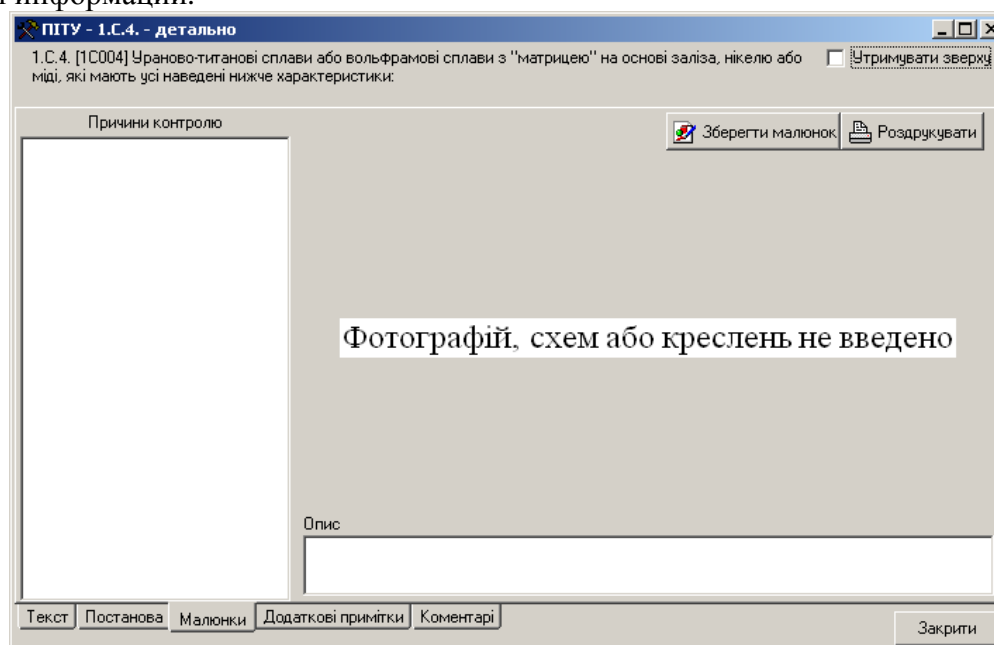 информации.
ПІТУ - 1.С.4. - детально
1.С.4. [1С004] Ураново-титанові сплави або вольфрамові сплави з "матрицею" на основі заліза, нікелю або
міді, які мають усі наведені нижче характеристики:
Утримувати зверху
Причини контролю
Зберегти малюнок
Роздрукувати
Фотографій, схем або креслень не введено
Опис
Текст Постанова Малюнки Додаткові примітки Коментарі
Закрити